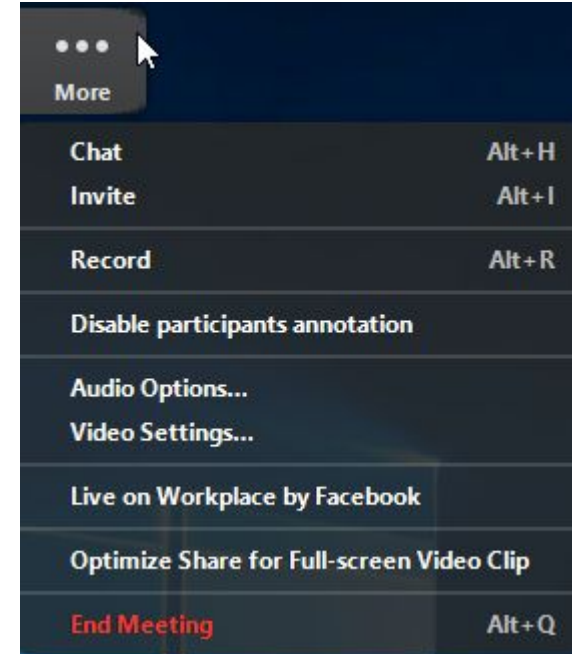 More
Chat Alt+H
Invite Alt+I
Record Alt+R
Disable participants annotation
Audio Options...
Video Settings...
Live on Workplace by Facebook
Optimize Share for Full-screen Video Clip
End Meeting Alt+Q